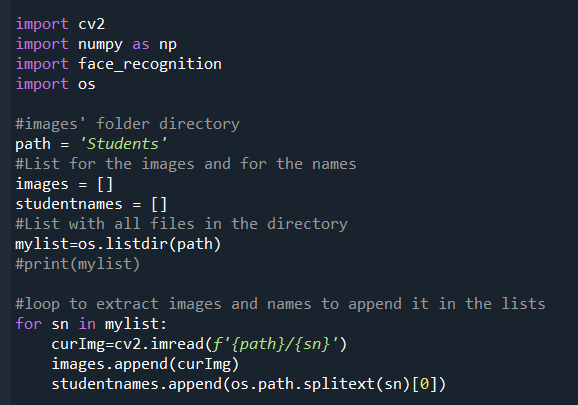 import cv2
import numpy as np
import face_recognition
import os
#images' folder directory
path = 'Students'
#List for the images and for the names
images = []
studentnames = []
#List with all files in the directory
mylist=os.listdir(path)
#print(mylist)
#loop to extract images and names to append it in the lists
for sn in mylist:
    curImg=cv2.imread(f'{path}/{sn}')
    images.append(curImg)
    studentnames.append(os.path.splitext(sn)[0])